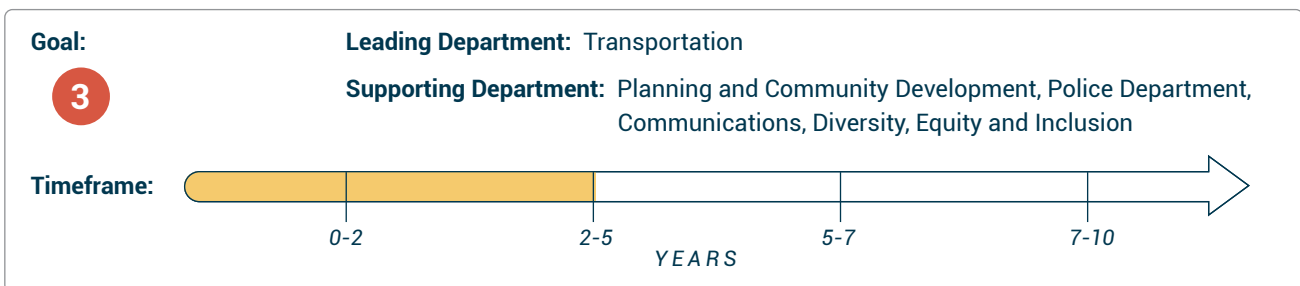 Goal: Leading Department: Transportation
3
Supporting Department: Planning and Community Development, Police Department,
Communications, Diversity, Equity and Inclusion
Timeframe:
0-2 2-5 5-7 7-10
YEARS